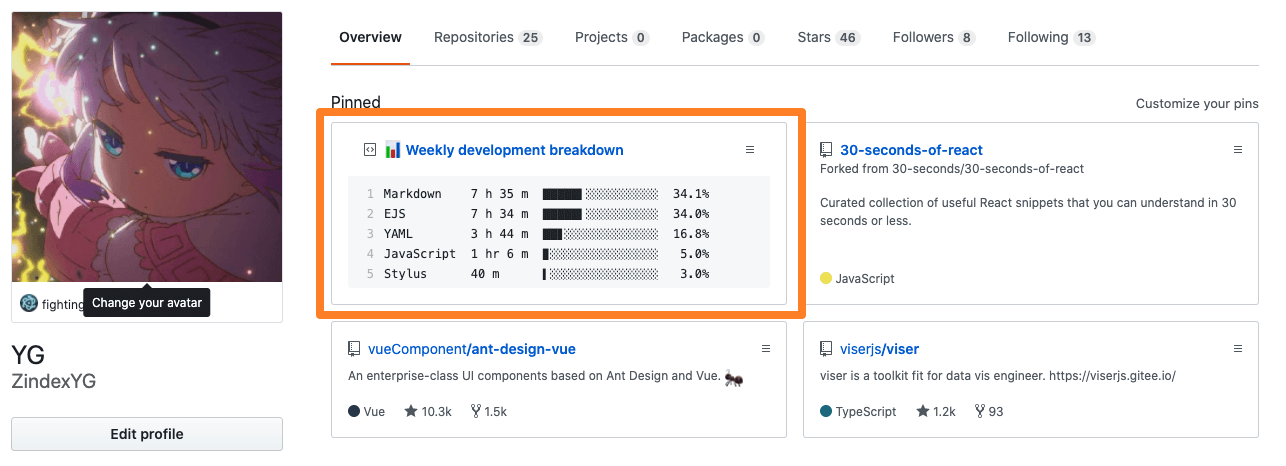 Overview Repositories 25 Projects 0 Packages 0 Stars 46 Followers 8 Following 13
Pinned
Customize your pins
Weekly development breakdown
1 Markdown 7 h 35 m 34.1%
2 EJS 7 h 34 m 34.0%
3 YAML 3 h 44 m 16.8%
4 JavaScript 1 hr 6 m 5.0%
5 Stylus 40 m 3.0%
30-seconds-of-react
Forked from 30-seconds/30-seconds-of-react
Curated collection of useful React snippets that you can understand in 30
seconds or less.
JavaScript
vueComponent/ant-design-vue
An enterprise-class UI components based on Ant Design and Vue. 🐜
Vue 10.3k 1.5k
viserjs/viser
viser is a toolkit fit for data vis engineer. https://viserjs.gitee.io/
TypeScript 1.2k 93
fighting
Change your avatar
YG
ZindexYG
Edit profile